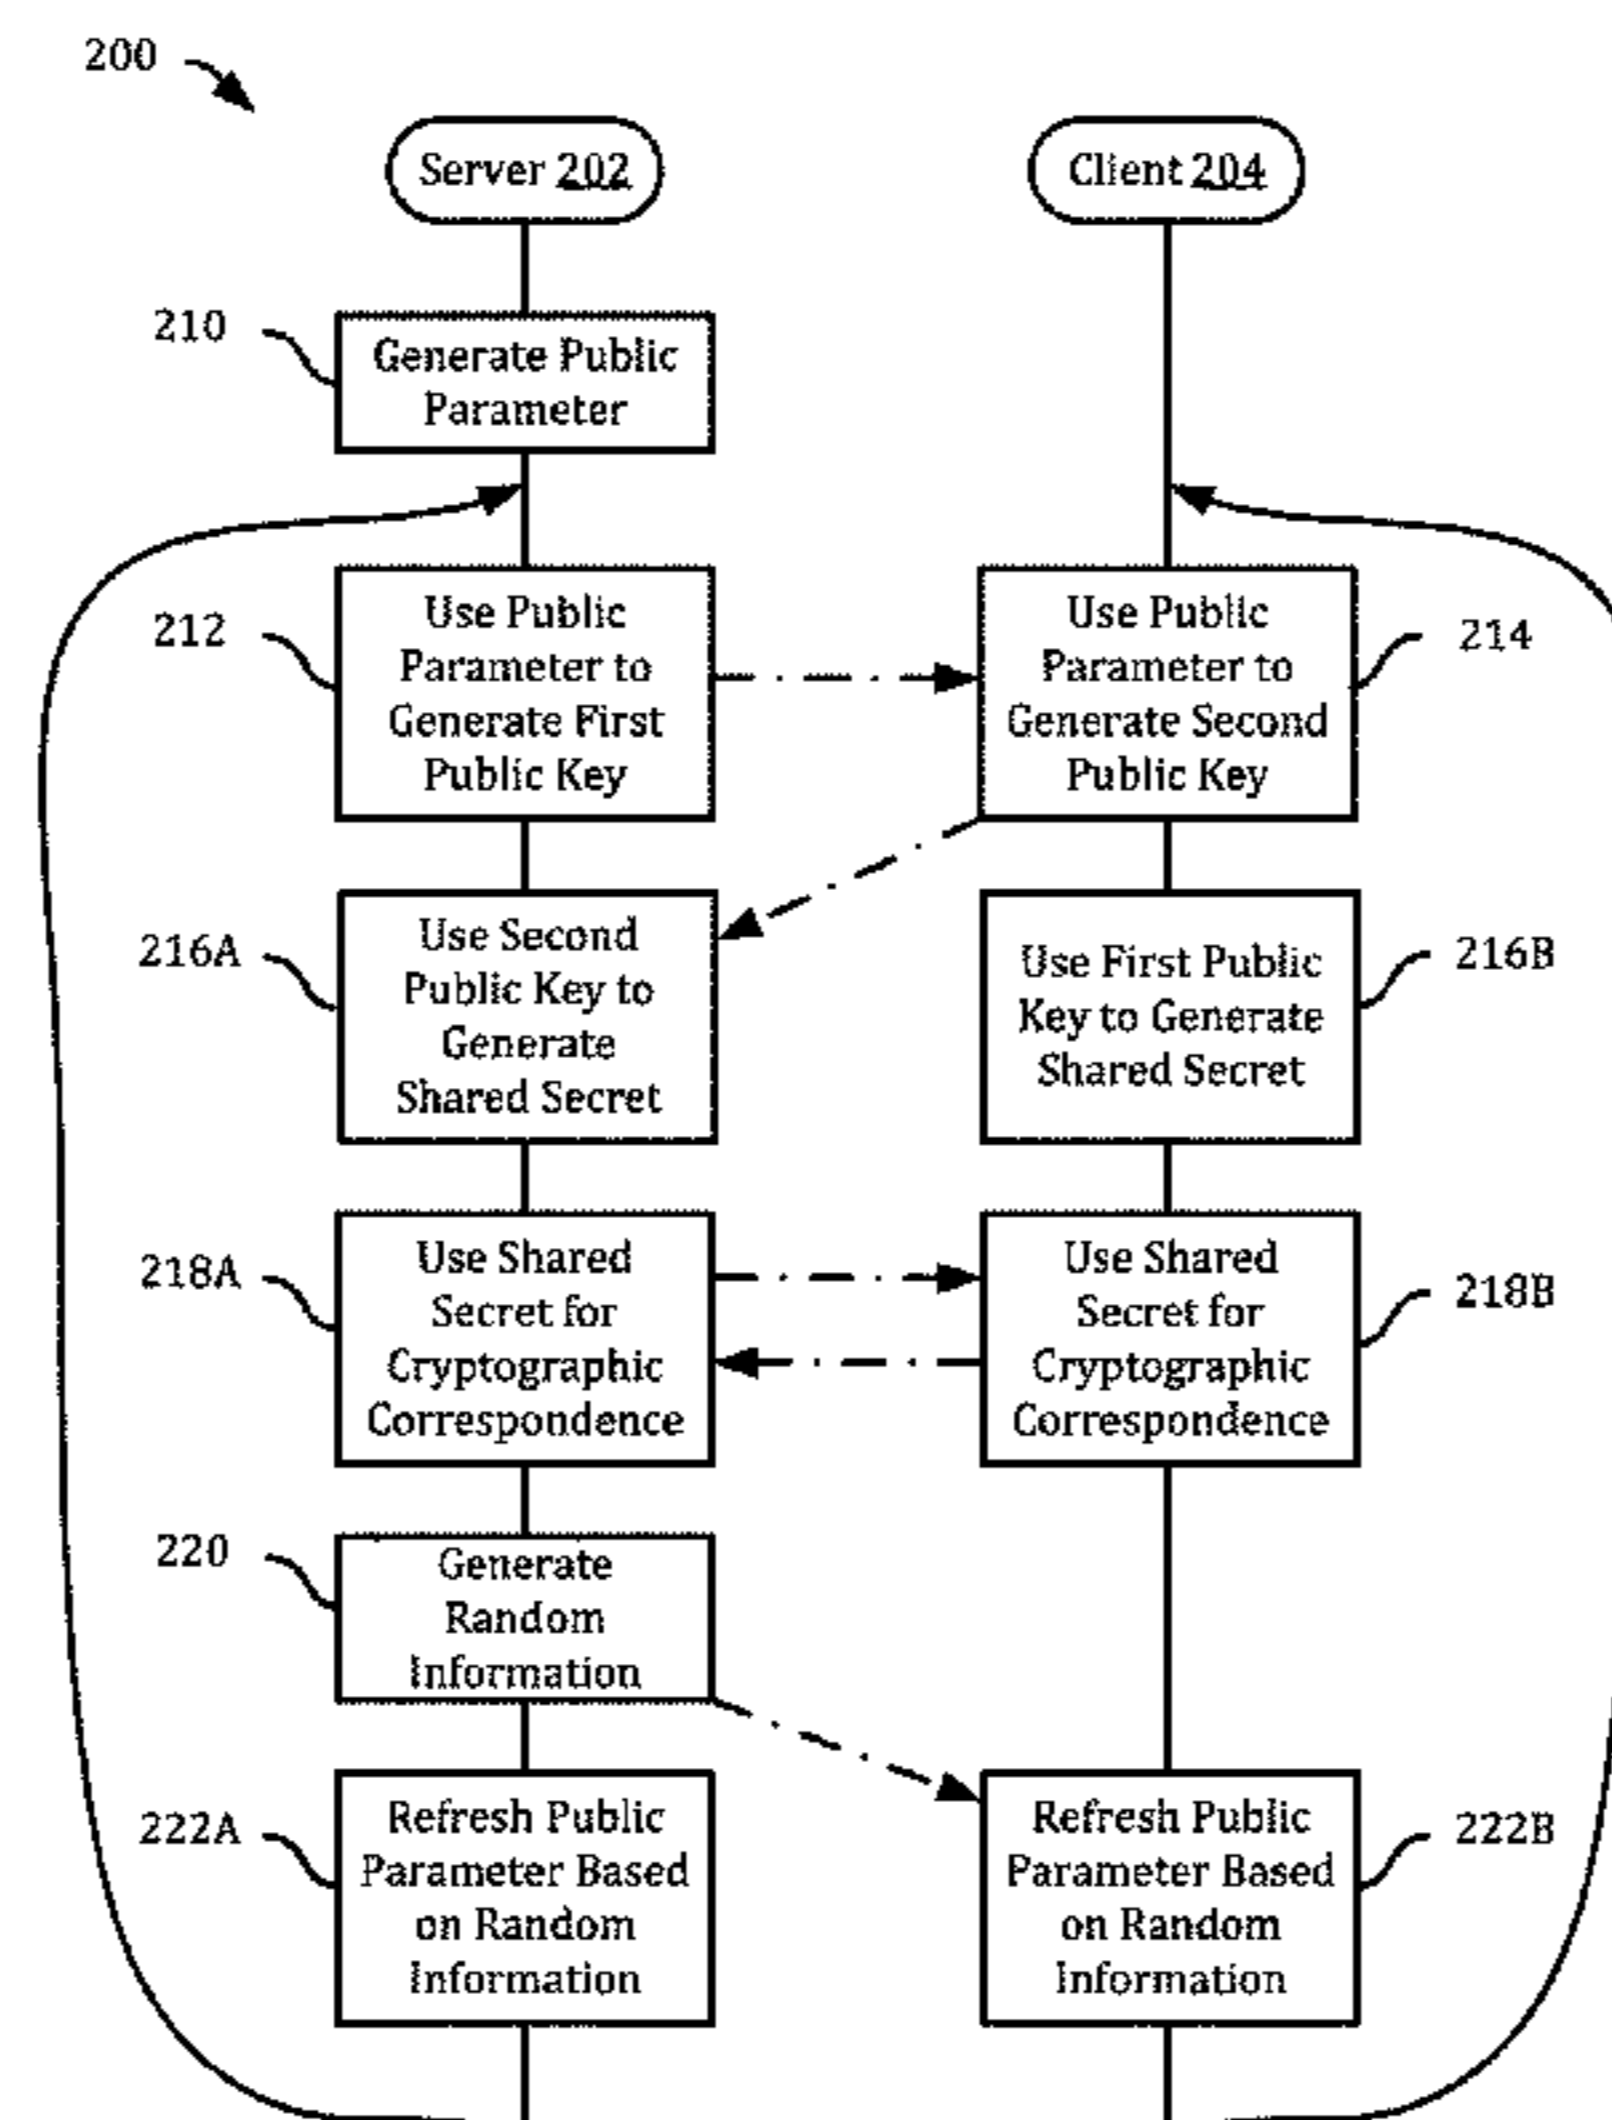 200
Server 202
Client 204
210
Generate Public
Parameter
212
Use Public
Parameter to
Generate First
Public Key
Use Public
Parameter to
Generate Second
Public Key
214
216A
Use Second
Public Key to
Generate
Shared Secret
Use First Public
Key to Generate
Shared Secret
216B
218A
Use Shared
Secret for
Cryptographic
Correspondence
Use Shared
Secret for
Cryptographic
Correspondence
218B
220
Generate
Random
Information
222A
Refresh Public
Parameter Based
on Random
Information
Refresh Public
Parameter Based
on Random
Information
222B